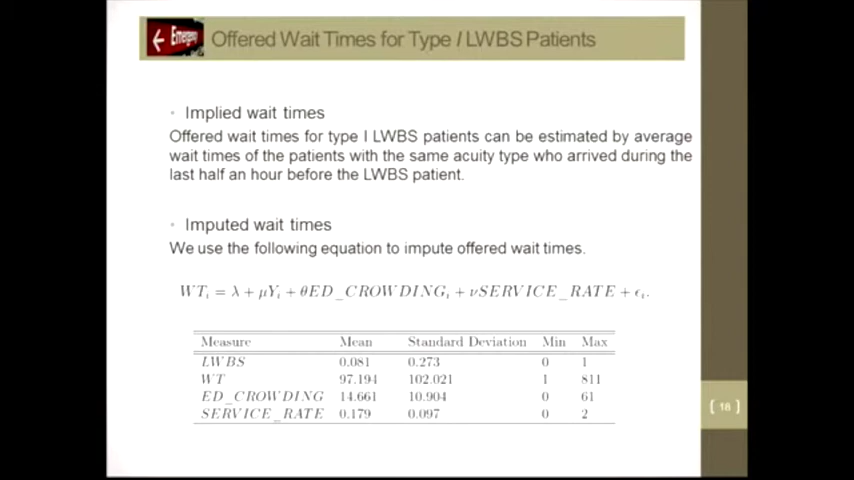 Emergency
Offered Wait Times for Type I LWBS Patients
• Implied wait times
Offered wait times for type I LWBS patients can be estimated by average
wait times of the patients with the same acuity type who arrived during the
last half an hour before the LWBS patient.
• Imputed wait times
We use the following equation to impute offered wait times.
WTᵢ = λ + μYᵢ + θED_CROWDINGᵢ + νSERVICE_RATE + ϵᵢ.
Measure Mean Standard Deviation Min Max
LWBS 0.081 0.273 0 1
WT 97.194 102.021 1 811
ED_CROWDING 14.661 10.904 0 61
SERVICE_RATE 0.179 0.097 0 2
[ 16 ]